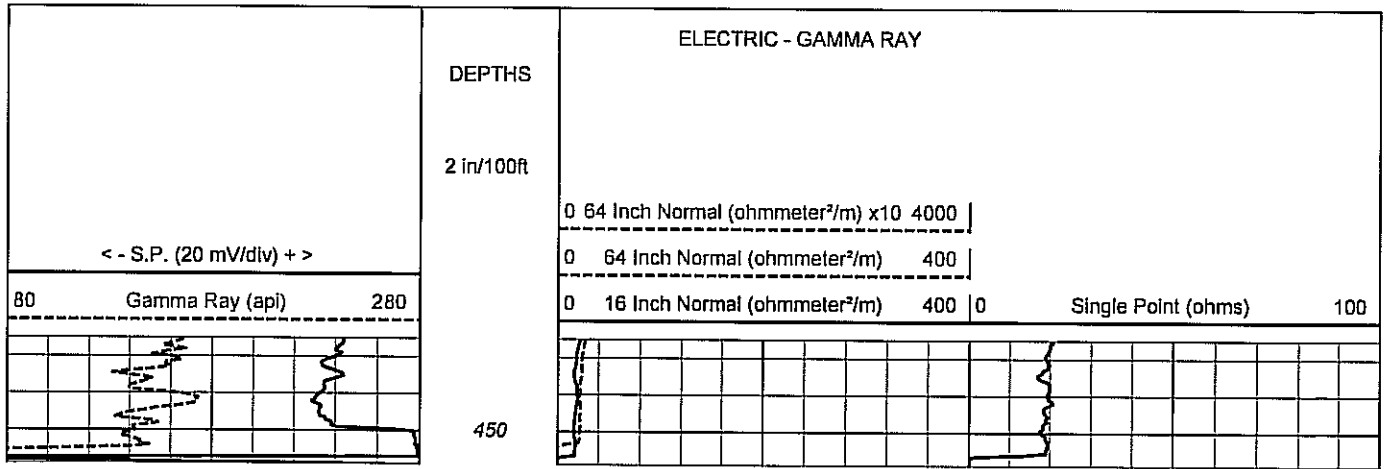 ELECTRIC - GAMMA RAY
DEPTHS
2 in/100ft
0 64 Inch Normal (ohmmeter²/m) x10 4000
< - S.P. (20 mV/div) + >
0 64 Inch Normal (ohmmeter²/m) 400
80 Gamma Ray (api) 280
0 16 Inch Normal (ohmmeter²/m) 400
0 Single Point (ohms) 100
450